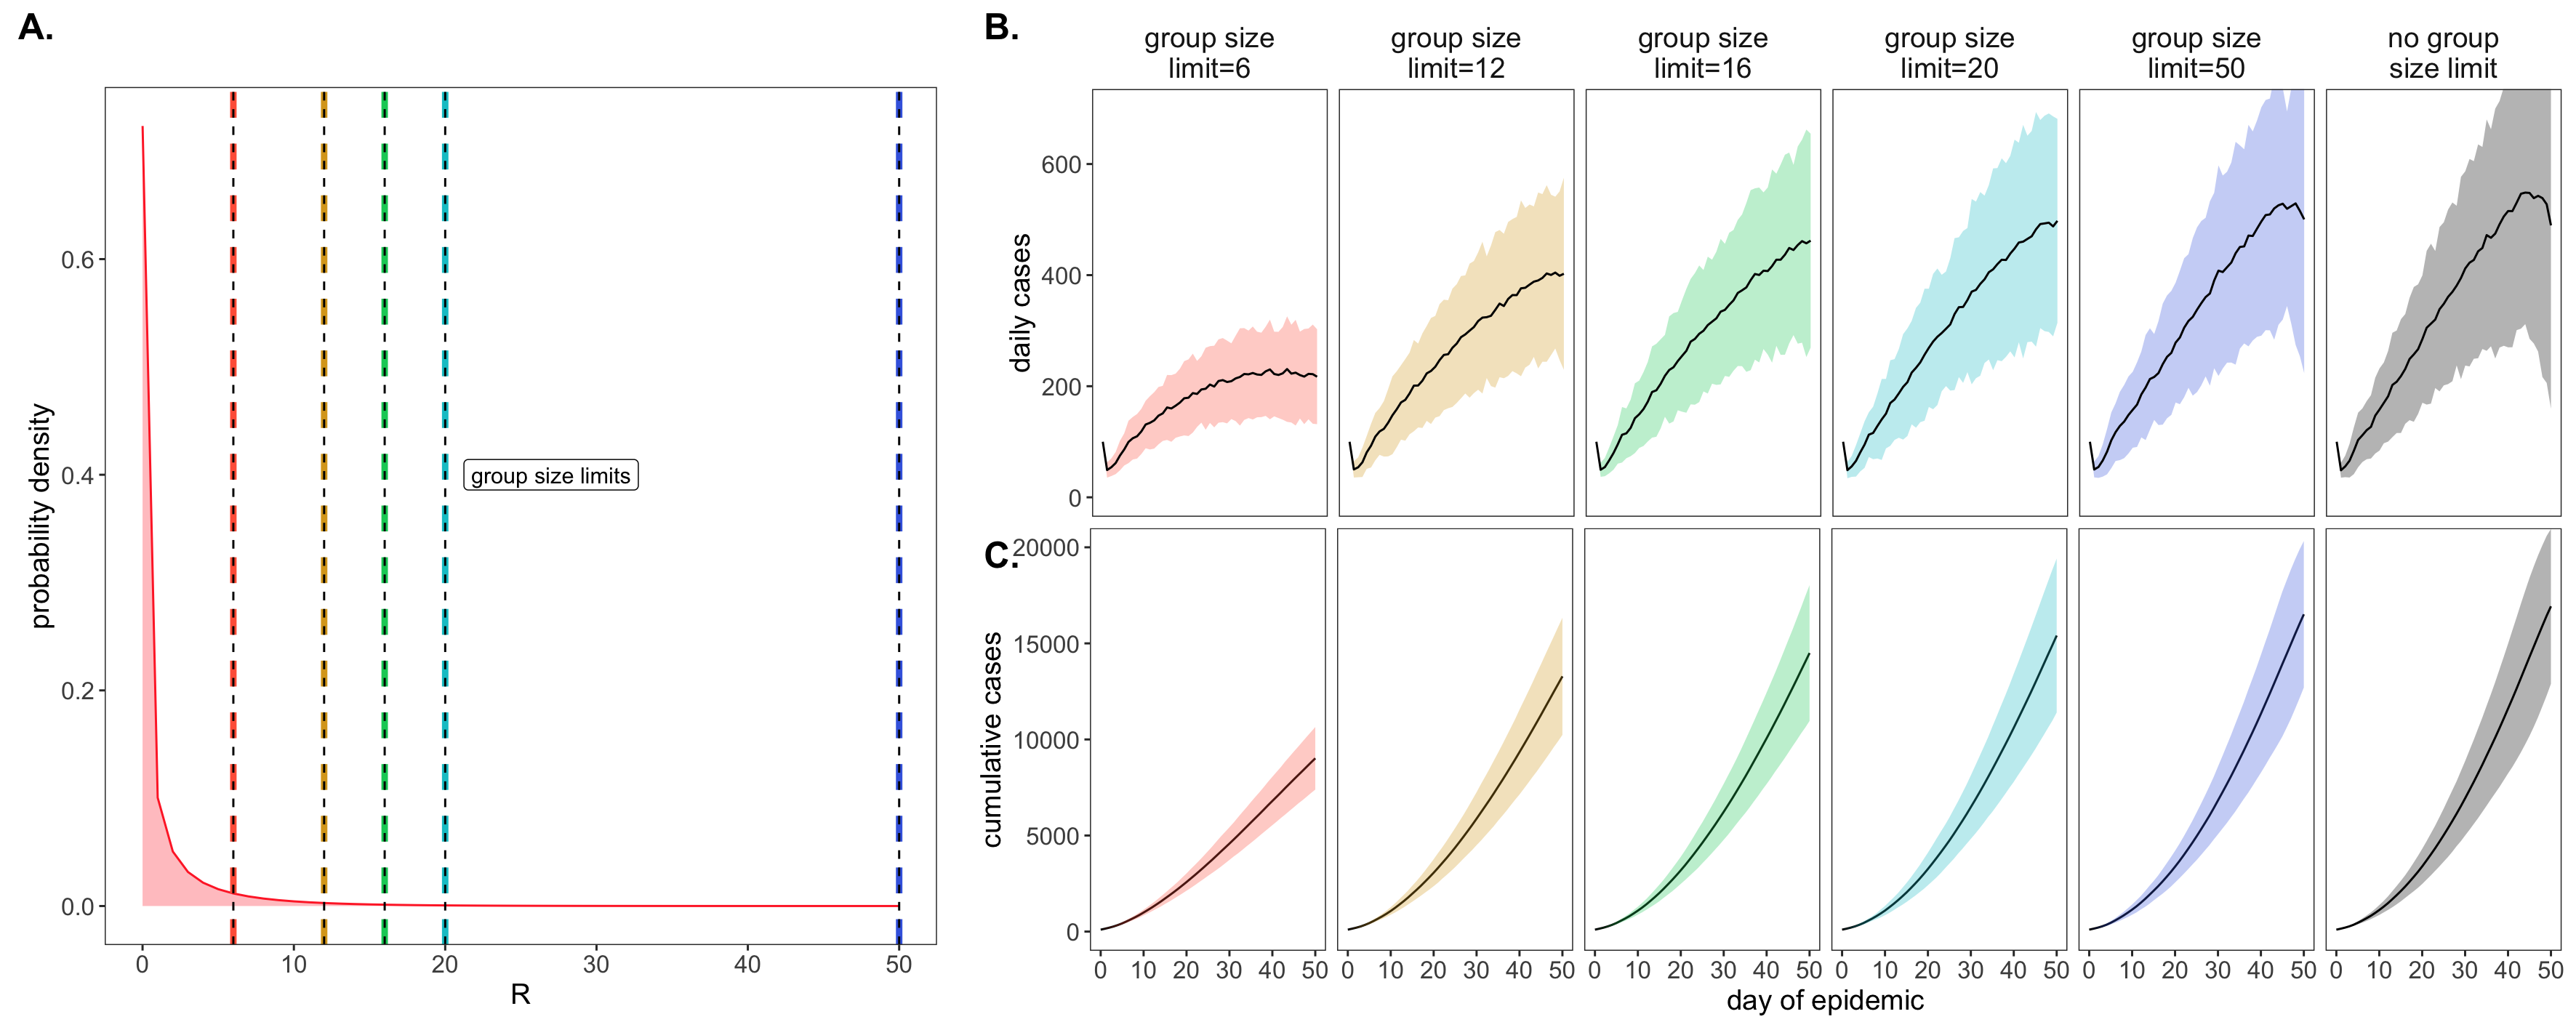 A.
probability density
0.6
0.4
0.2
0.0
group size limits
0 10 20 30 40 50
R
B.
group size
limit=6
group size
limit=12
group size
limit=16
group size
limit=20
group size
limit=50
no group
size limit
daily cases
600
400
200
0
C.
cumulative cases
20000
15000
10000
5000
0
0 10 20 30 40 50
0 10 20 30 40 50
0 10 20 30 40 50
0 10 20 30 40 50
0 10 20 30 40 50
0 10 20 30 40 50
day of epidemic